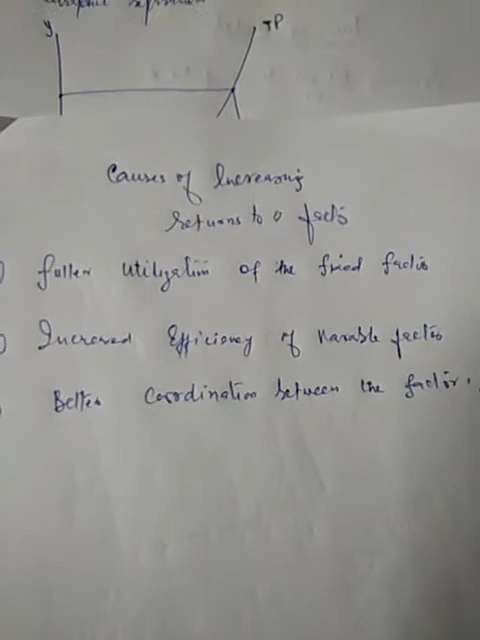 Y
TP
Causes of Increasing
Returns to a factor
fuller utilization of the fixed factor
Increased Efficiency of Variable factor
Better Coordination between the factor.